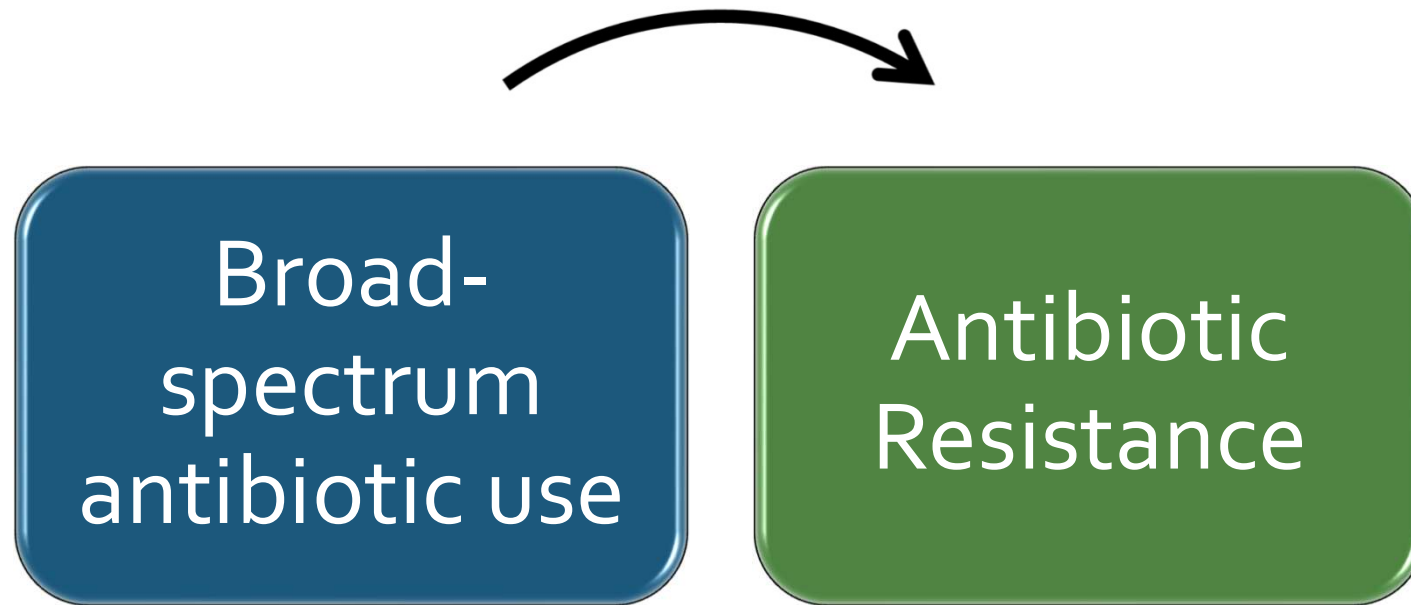 Broad-
spectrum
antibiotic use
Antibiotic
Resistance